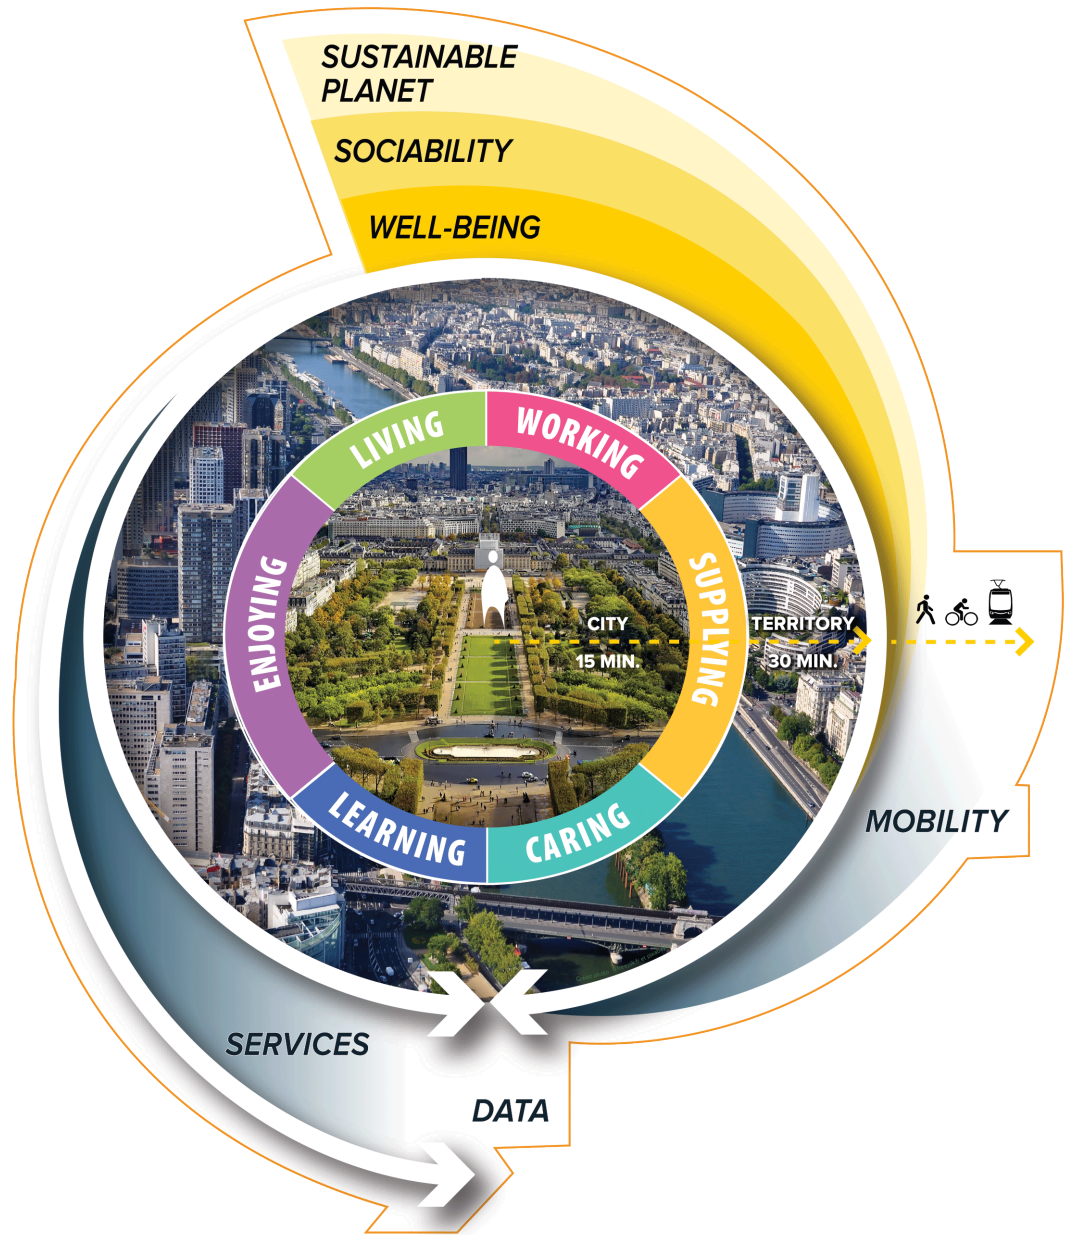 SUSTAINABLE
PLANET
SOCIABILITY
WELL-BEING
LIVING
WORKING
ENJOYING
SUPPLYING
CITY
15 MIN.
TERRITORY
30 MIN.
LEARNING
CARING
MOBILITY
SERVICES
DATA